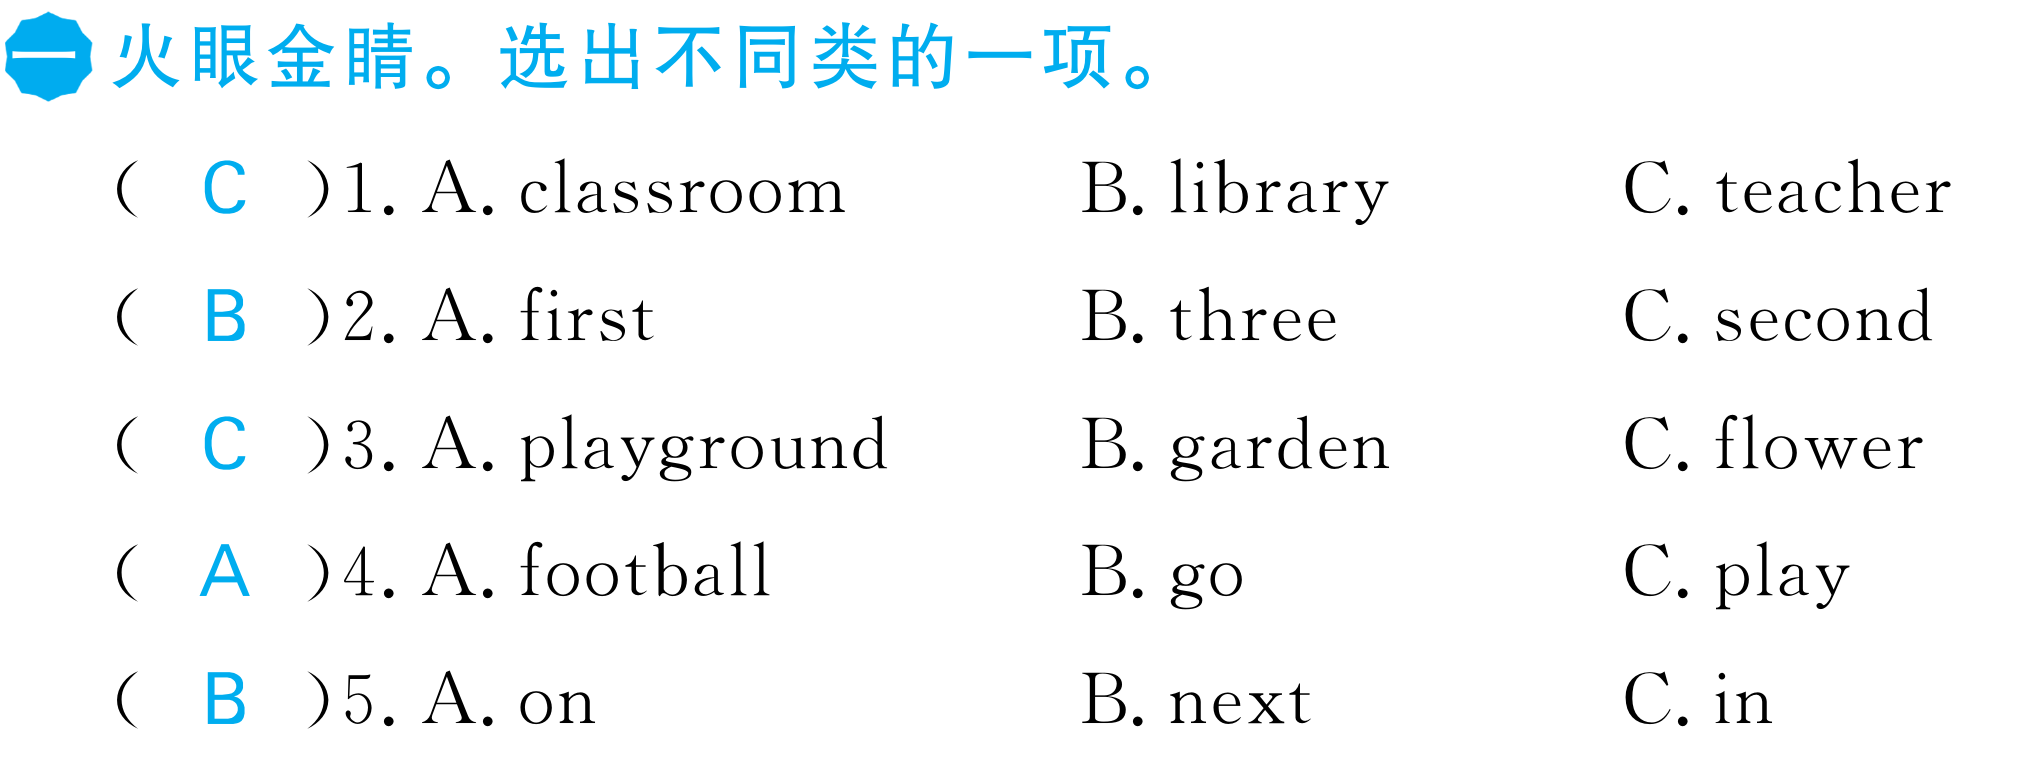 一 火眼金睛。选出不同类的一项。
( C )1. A. classroom B. library C. teacher
( B )2. A. first B. three C. second
( C )3. A. playground B. garden C. flower
( A )4. A. football B. go C. play
( B )5. A. on B. next C. in